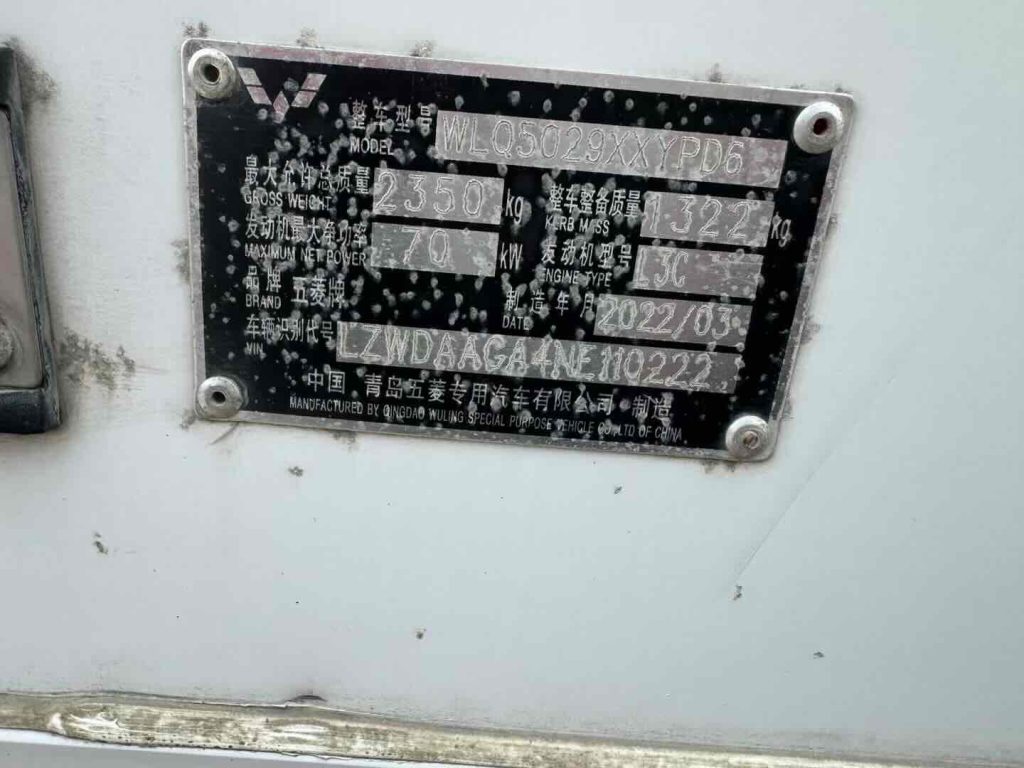 整车型号 WLQ5029XXYPD6
MODEL
最大允许总质量 2350 kg 整车整备质量 1322 kg
GROSS WEIGHT KERB MASS
发动机最大净功率 70 kW 发动机型号 L3C
MAXIMUM NET POWER ENGINE TYPE
品牌 五菱牌 制造年月 2022/03
BRAND DATE
车辆识别代号 LZWDAAGA4NE110222
VIN
中国 青岛五菱专用汽车有限公司 制造
MANUFACTURED BY QINGDAO WULING SPECIAL PURPOSE VEHICLE CO.,LTD OF CHINA